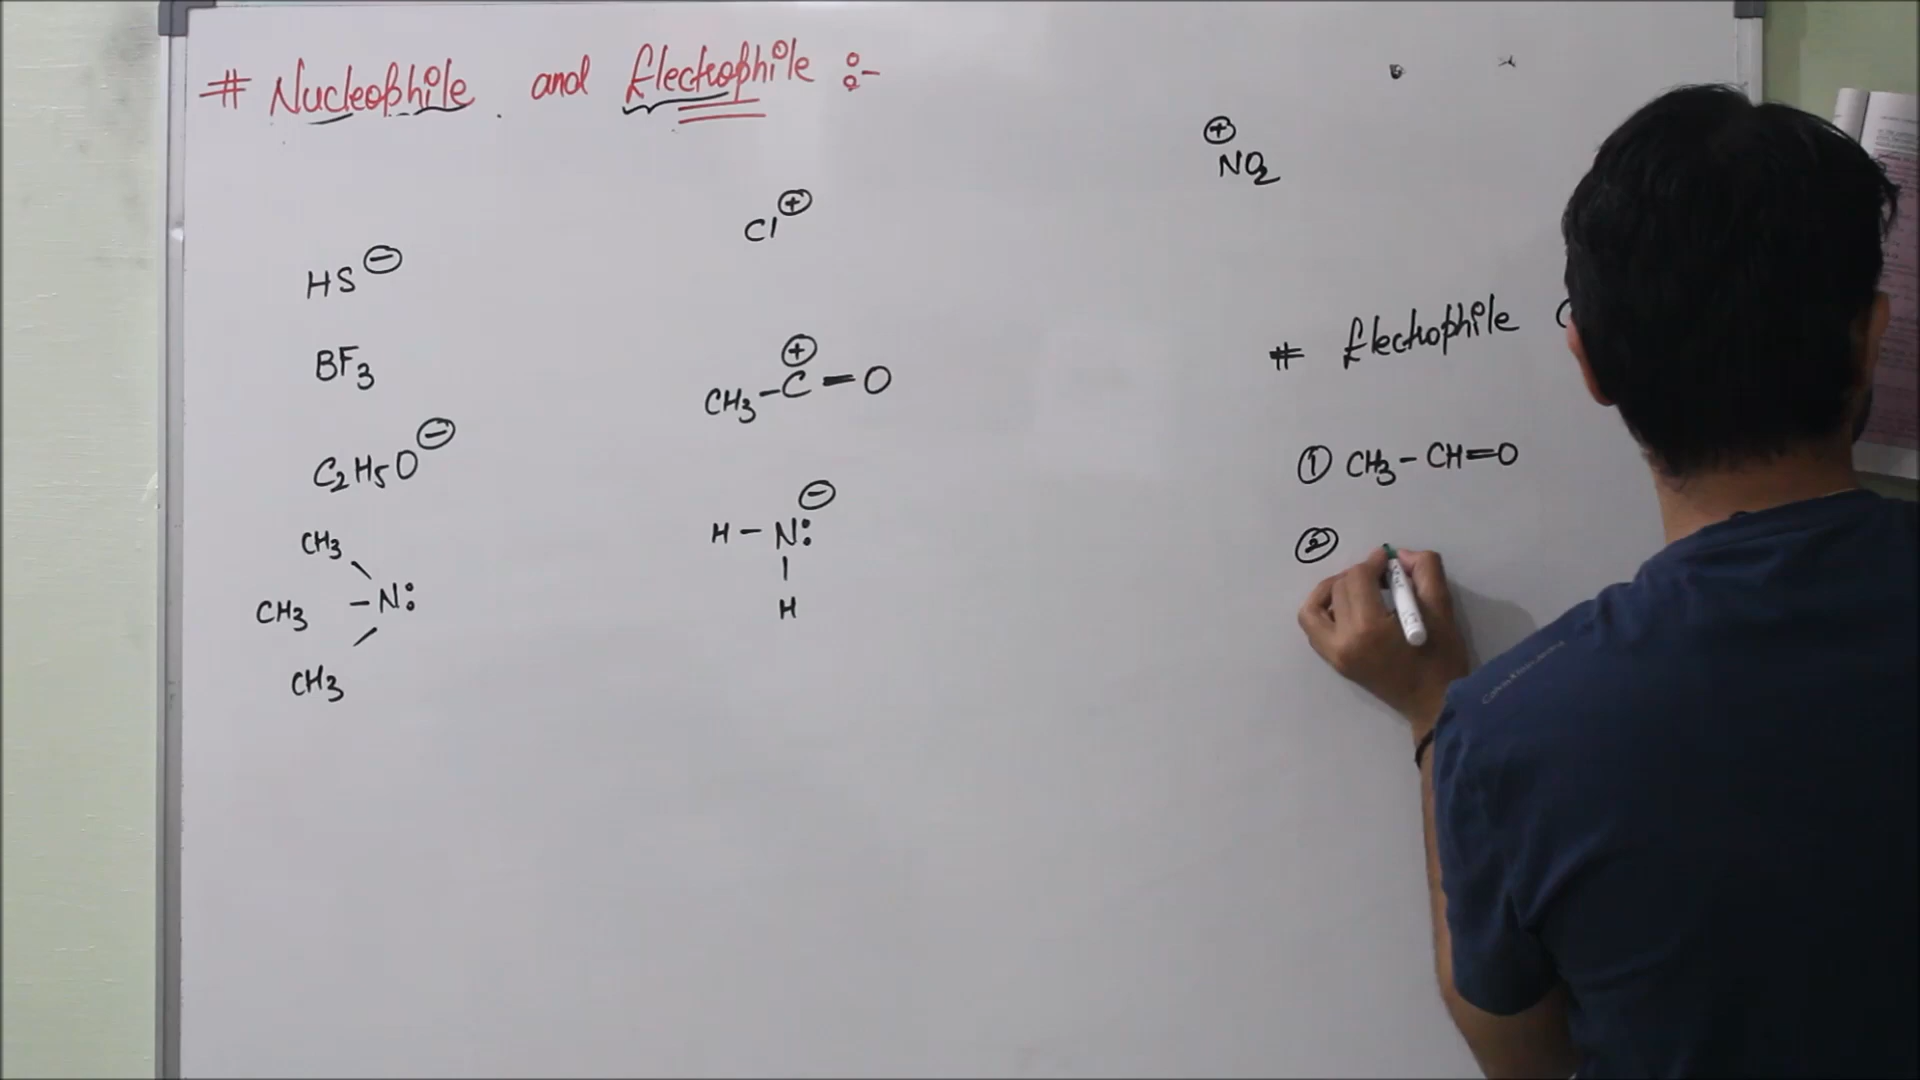 # Nucleophile and Electrophile :-
HS⊖
BF3
C2H5O⊖
CH3
CH3 - N:
CH3
Cl⊕
⊕
CH3-C=O
⊖
H-N:
|
H
⊕
NO2
# Electrophile
① CH3-CH=O
②